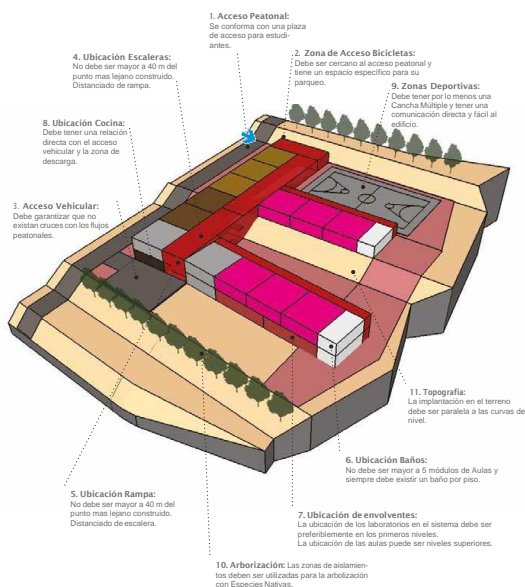 1. Acceso Peatonal:
Se conforma con una plaza
de acceso para estudi-
antes.
4. Ubicación Escaleras:
No debe ser mayor a 40 m del
punto mas lejano construido.
Distanciado de rampa.
2. Zona de Acceso Bicicletas:
Debe ser cercano al acceso peatonal y
tiene un espacio específico para su
parqueo.
9. Zonas Deportivas:
Debe tener por lo menos una
Cancha Múltiple y tener una
comunicación directa y fácil al
edificio.
8. Ubicación Cocina:
Debe tener una relación
directa con el acceso
vehicular y la zona de
descarga.
3. Acceso Vehicular:
Debe garantizar que no
existan cruces con los flujos
peatonales.
11. Topografía:
La implantación en el terreno
debe ser paralela a las curvas de
nivel.
6. Ubicación Baños:
No debe ser mayor a 5 módulos de Aulas y
siempre debe existir un baño por piso.
5. Ubicación Rampa:
No debe ser mayor a 40 m del
punto mas lejano construido.
Distanciado de escalera.
7. Ubicación de envolventes:
La ubicación de los laboratorios en el sistema debe ser
preferiblemente en los primeros niveles.
La ubicación de las aulas puede ser niveles superiores.
10. Arborización: Las zonas de aislamien-
tos deben ser utilizadas para la arbolización
con Especies Nativas.